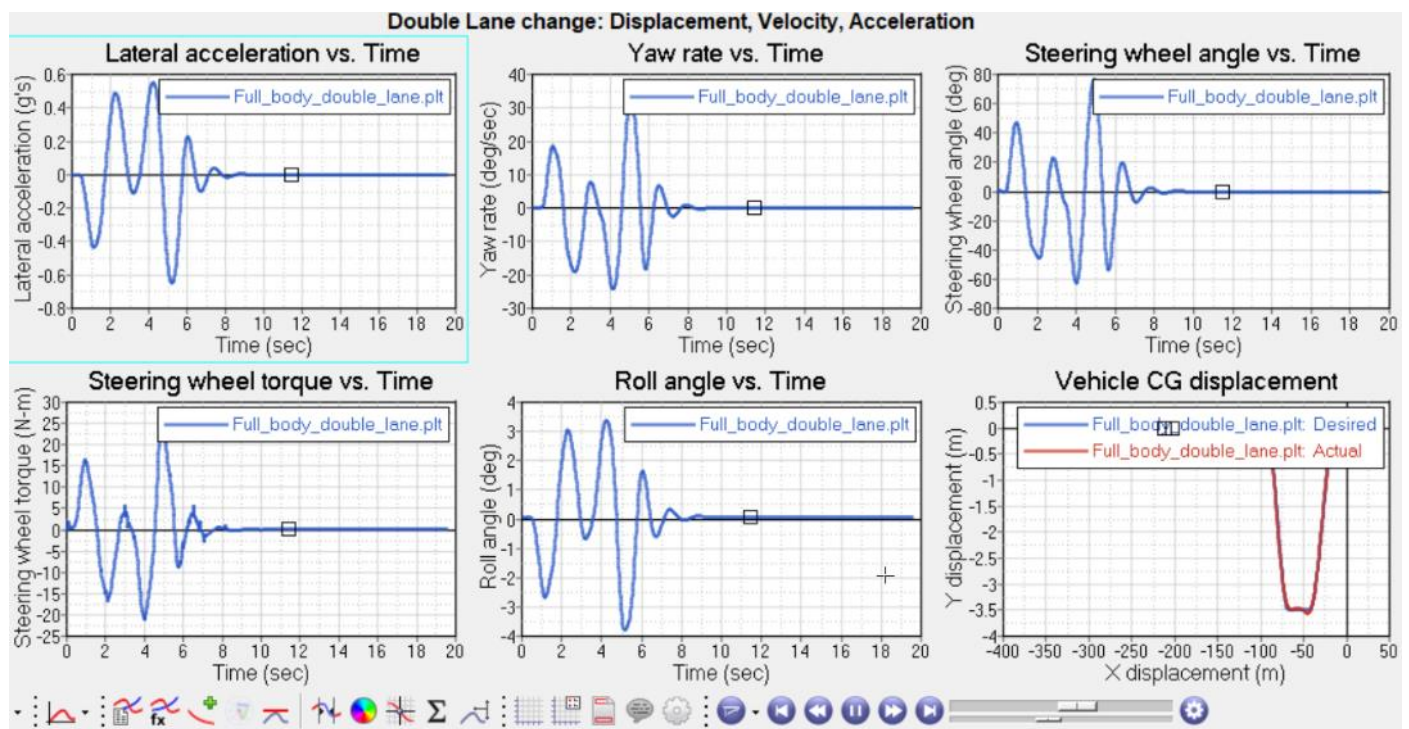 Double Lane change: Displacement, Velocity, Acceleration
Lateral acceleration vs. Time
Lateral acceleration (g's)
0.6
0.4
0.2
0
-0.2
-0.4
-0.6
-0.8
Full_body_double_lane.plt
0 2 4 6 8 10 12 14 16 18 20
Time (sec)
Yaw rate vs. Time
Yaw rate (deg/sec)
40
30
20
10
0
-10
-20
-30
Full_body_double_lane.plt
0 2 4 6 8 10 12 14 16 18 20
Time (sec)
Steering wheel angle vs. Time
Steering wheel angle (deg)
80
60
40
20
0
-20
-40
-60
-80
Full_body_double_lane.plt
0 2 4 6 8 10 12 14 16 18 20
Time (sec)
Steering wheel torque vs. Time
Steering wheel torque (N-m)
30
25
20
15
10
5
0
-5
-10
-15
-20
-25
Full_body_double_lane.plt
0 2 4 6 8 10 12 14 16 18 20
Time (sec)
Roll angle vs. Time
Roll angle (deg)
4
3
2
1
0
-1
-2
-3
-4
Full_body_double_lane.plt
0 2 4 6 8 10 12 14 16 18 20
Time (sec)
Vehicle CG displacement
Y displacement (m)
0.5
0
-0.5
-1
-1.5
-2
-2.5
-3
-3.5
-4
Full_body_double_lane.plt: Desired
Full_body_double_lane.plt: Actual
-400 -350 -300 -250 -200 -150 -100 -50 0 50
X displacement (m)
fx
Σ